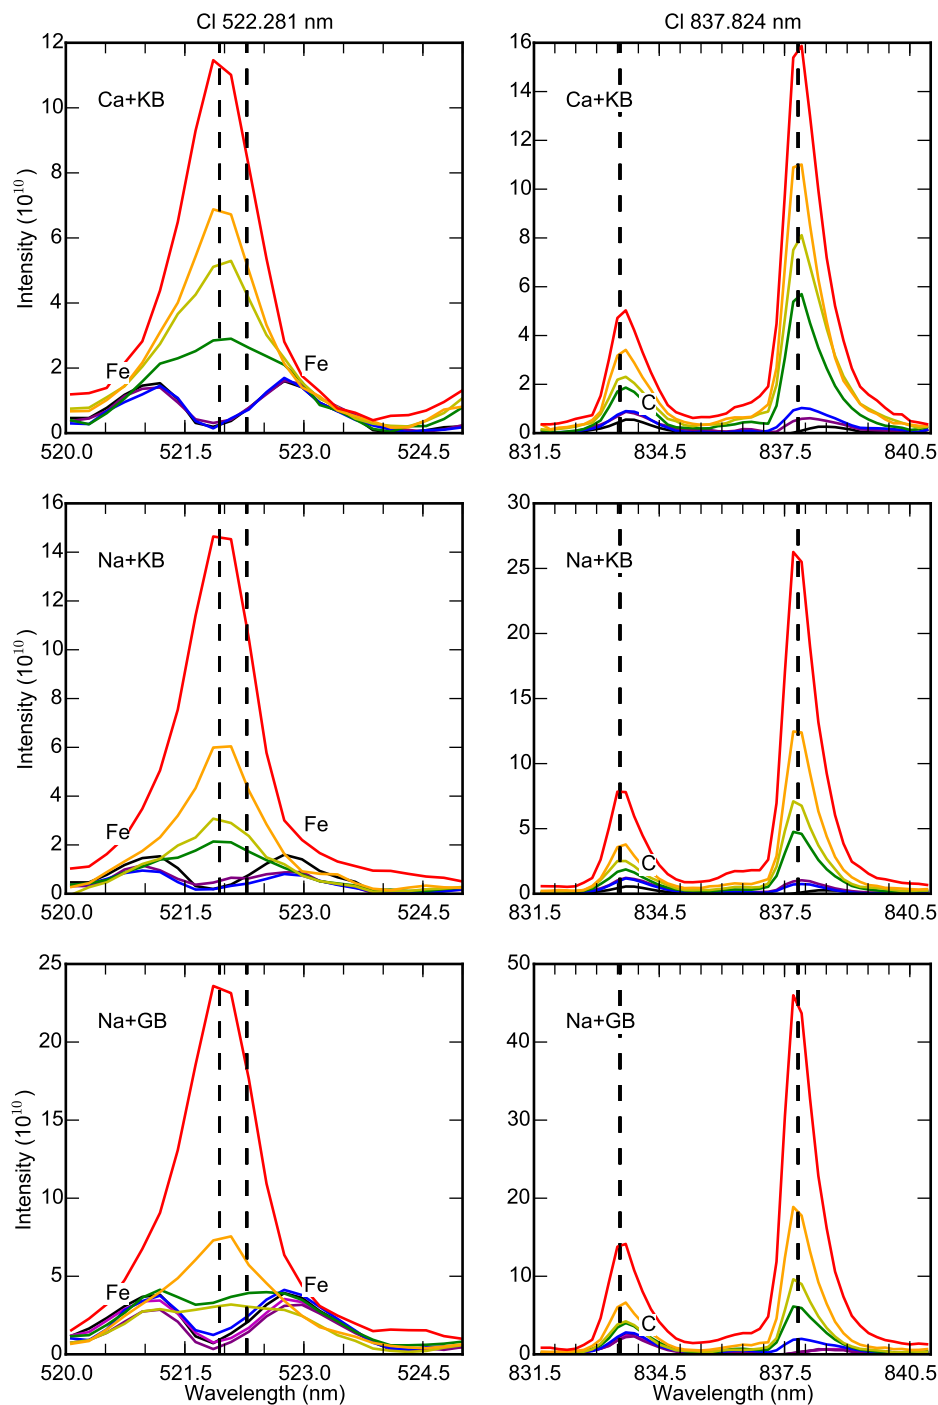 Cl 522.281 nm
Cl 837.824 nm
Intensity (10¹⁰)
12
10
8
6
4
2
0
Ca+KB
Fe
Fe
520.0 521.5 523.0 524.5
16
14
12
10
8
6
4
2
0
Ca+KB
C
831.5 834.5 837.5 840.5
Intensity (10¹⁰)
16
14
12
10
8
6
4
2
0
Na+KB
Fe
Fe
520.0 521.5 523.0 524.5
30
25
20
15
10
5
0
Na+KB
C
831.5 834.5 837.5 840.5
Intensity (10¹⁰)
25
20
15
10
5
0
Na+GB
Fe
Fe
520.0 521.5 523.0 524.5
Wavelength (nm)
50
40
30
20
10
0
Na+GB
C
831.5 834.5 837.5 840.5
Wavelength (nm)